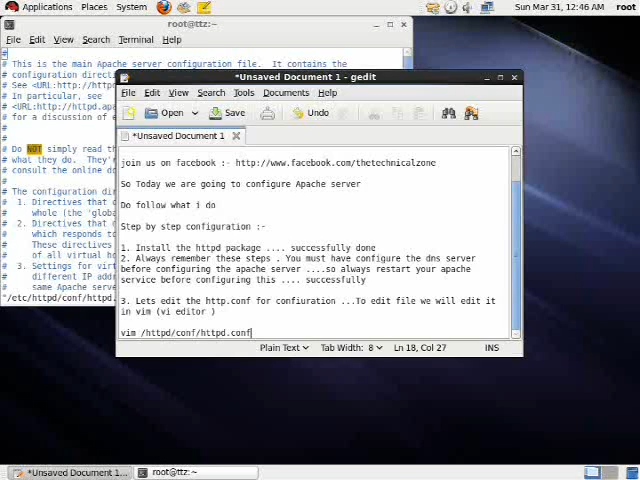 Applications Places System
Sun Mar 31, 12:46 AM root
root@ttz:~
File Edit View Search Terminal Help
#
# This is the main Apache server configuration file. It contains the
# configuration directi
# See <URL:http://httpd
# In particular, see
# <URL:http://httpd.apa
# for a discussion of e
#
#
# Do NOT simply read th
# what they do. They're
# consult the online do
#
# The configuration dir
# 1. Directives that c
# whole (the 'globa
# 2. Directives that d
# which responds to
# These directives
# of all virtual ho
# 3. Settings for virt
# different IP addr
# same Apache serve
"/etc/httpd/conf/httpd.
*Unsaved Document 1 - gedit
File Edit View Search Tools Documents Help
Open Save Undo
*Unsaved Document 1
join us on facebook :- http://www.facebook.com/thetechnicalzone
So Today we are going to configure Apache server
Do follow what i do
Step by step configuration :-
1. Install the httpd package .... successfully done
2. Always remember these steps . You must have configure the dns server
before configuring the apache server ....so always restart your apache
service before configuring this .... successfully
3. Lets edit the http.conf for confiuration ...To edit file we will edit it
in vim (vi editor )
vim /httpd/conf/httpd.conf
Plain Text Tab Width: 8 Ln 18, Col 27 INS
*Unsaved Document 1... root@ttz:~